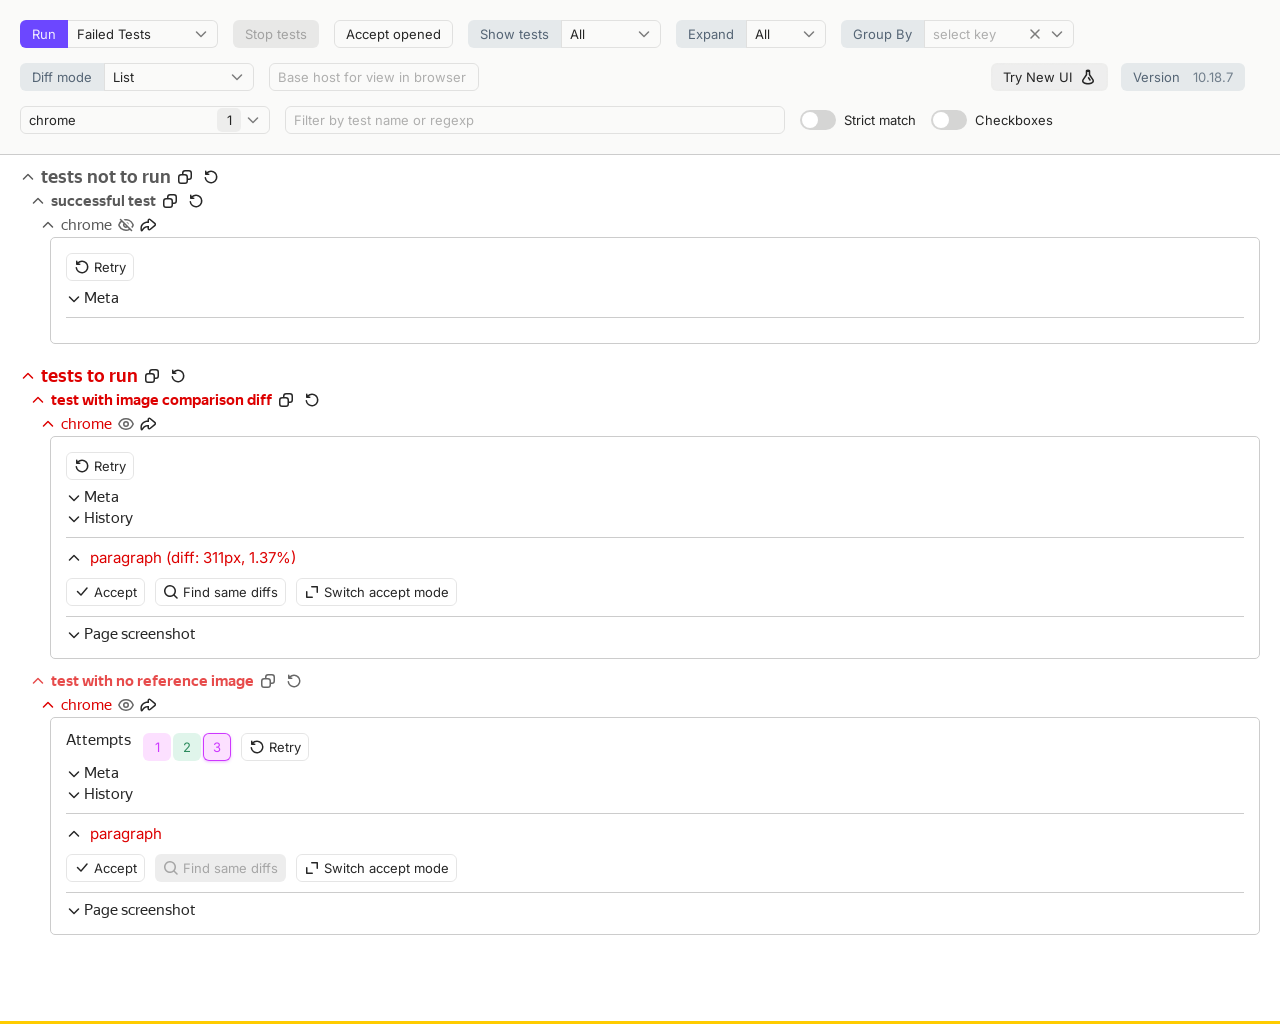 Run Failed Tests Stop tests Accept opened Show tests All Expand All Group By select key
Diff mode List Base host for view in browser Try New UI Version 10.18.7
chrome 1 Filter by test name or regexp Strict match Checkboxes
tests not to run
successful test
chrome
Retry
Meta
tests to run
test with image comparison diff
chrome
Retry
Meta
History
paragraph (diff: 311px, 1.37%)
Accept Find same diffs Switch accept mode
Page screenshot
test with no reference image
chrome
Attempts 1 2 3 Retry
Meta
History
paragraph
Accept Find same diffs Switch accept mode
Page screenshot